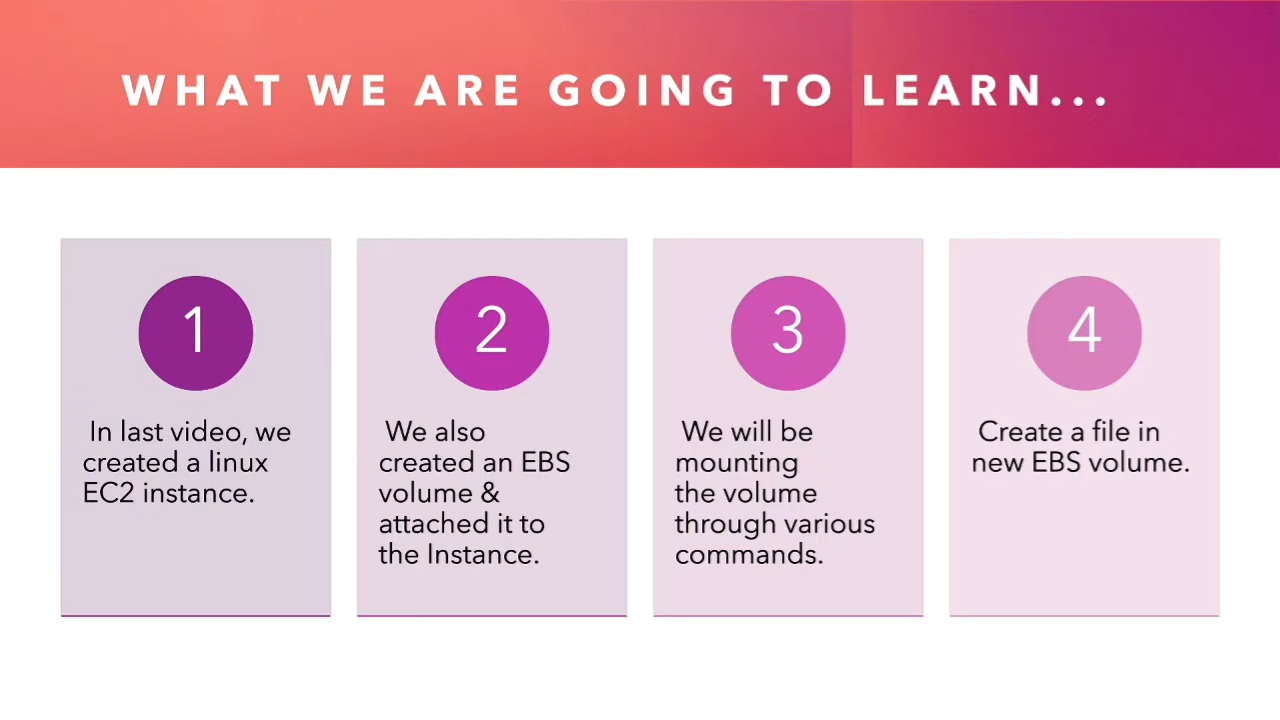 WHAT WE ARE GOING TO LEARN...
1
In last video, we
created a linux
EC2 instance.
2
We also
created an EBS
volume &
attached it to
the Instance.
3
We will be
mounting
the volume
through various
commands.
4
Create a file in
new EBS volume.